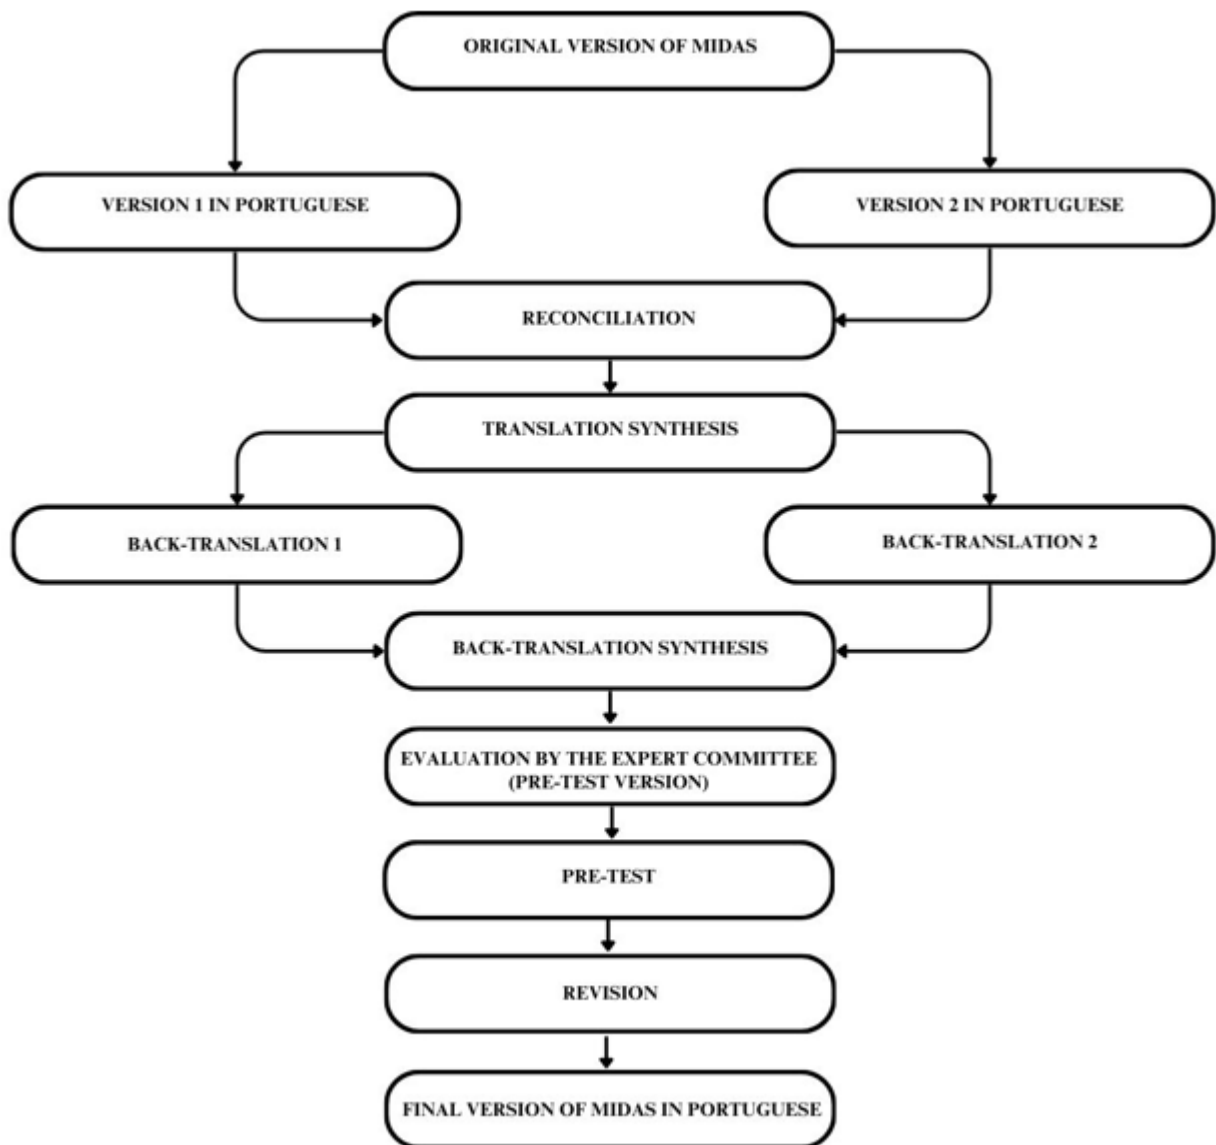 ORIGINAL VERSION OF MIDAS
VERSION 1 IN PORTUGUESE
VERSION 2 IN PORTUGUESE
RECONCILIATION
TRANSLATION SYNTHESIS
BACK-TRANSLATION 1
BACK-TRANSLATION 2
BACK-TRANSLATION SYNTHESIS
EVALUATION BY THE EXPERT COMMITTEE
(PRE-TEST VERSION)
PRE-TEST
REVISION
FINAL VERSION OF MIDAS IN PORTUGUESE